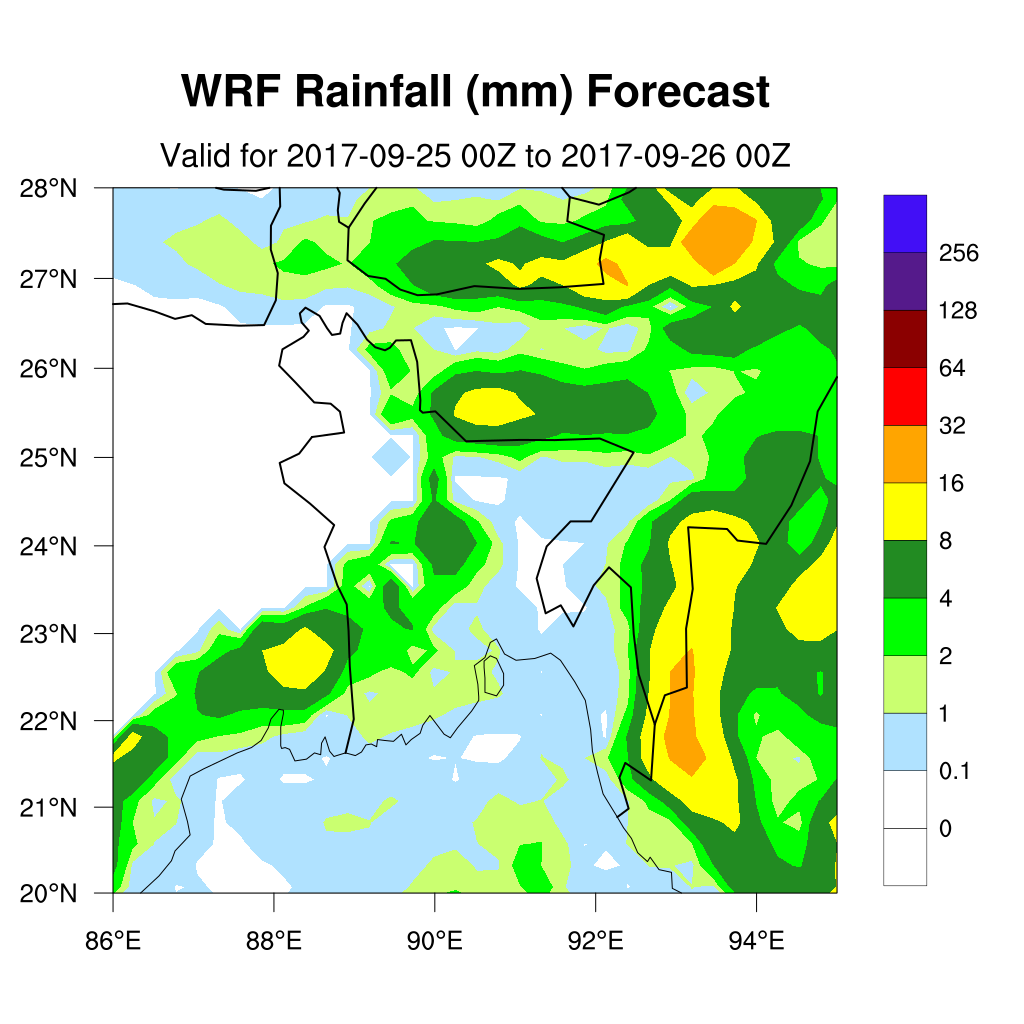 WRF Rainfall (mm) Forecast
Valid for 2017-09-25 00Z to 2017-09-26 00Z
28°N
27°N
26°N
25°N
24°N
23°N
22°N
21°N
20°N
86°E 88°E 90°E 92°E 94°E
256
128
64
32
16
8
4
2
1
0.1
0